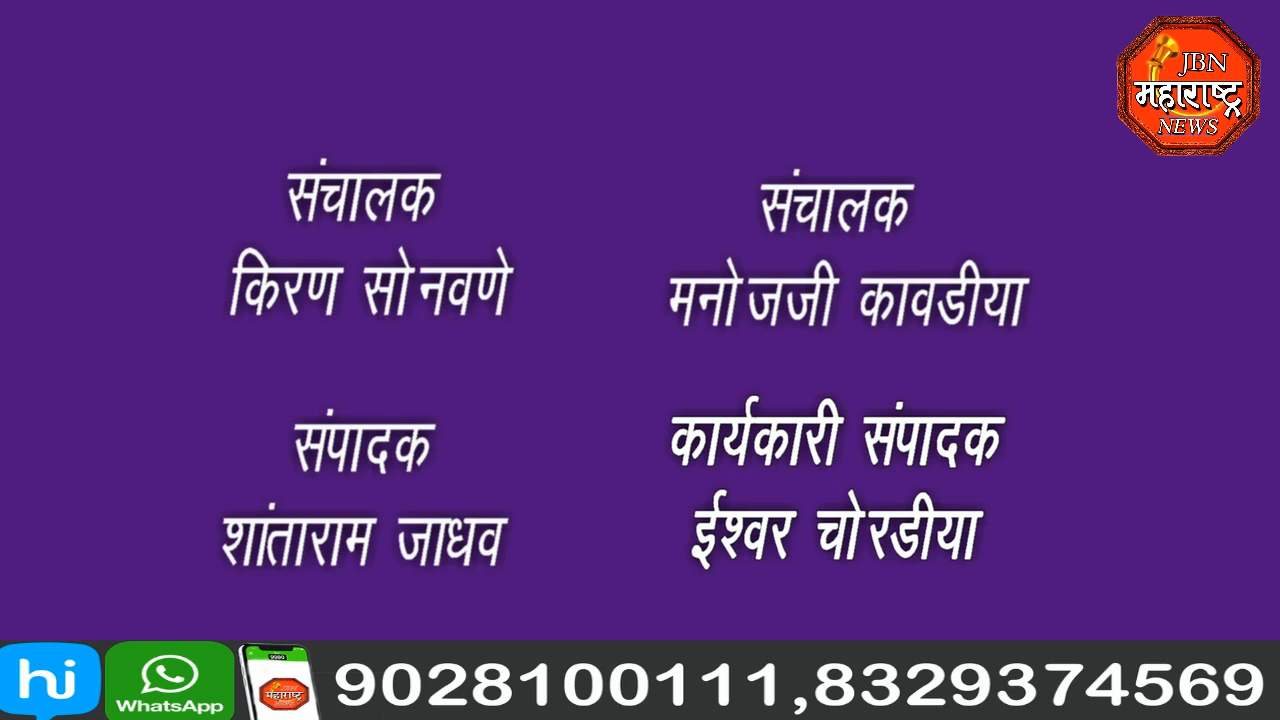 JBN
महाराष्ट्र
NEWS
संचालक
किरण सोनवणे
संचालक
मनोजजी कावडीया
संपादक
शांताराम जाधव
कार्यकारी संपादक
ईश्वर चोरडीया
hi
WhatsApp
महाराष्ट्र
9028100111,8329374569